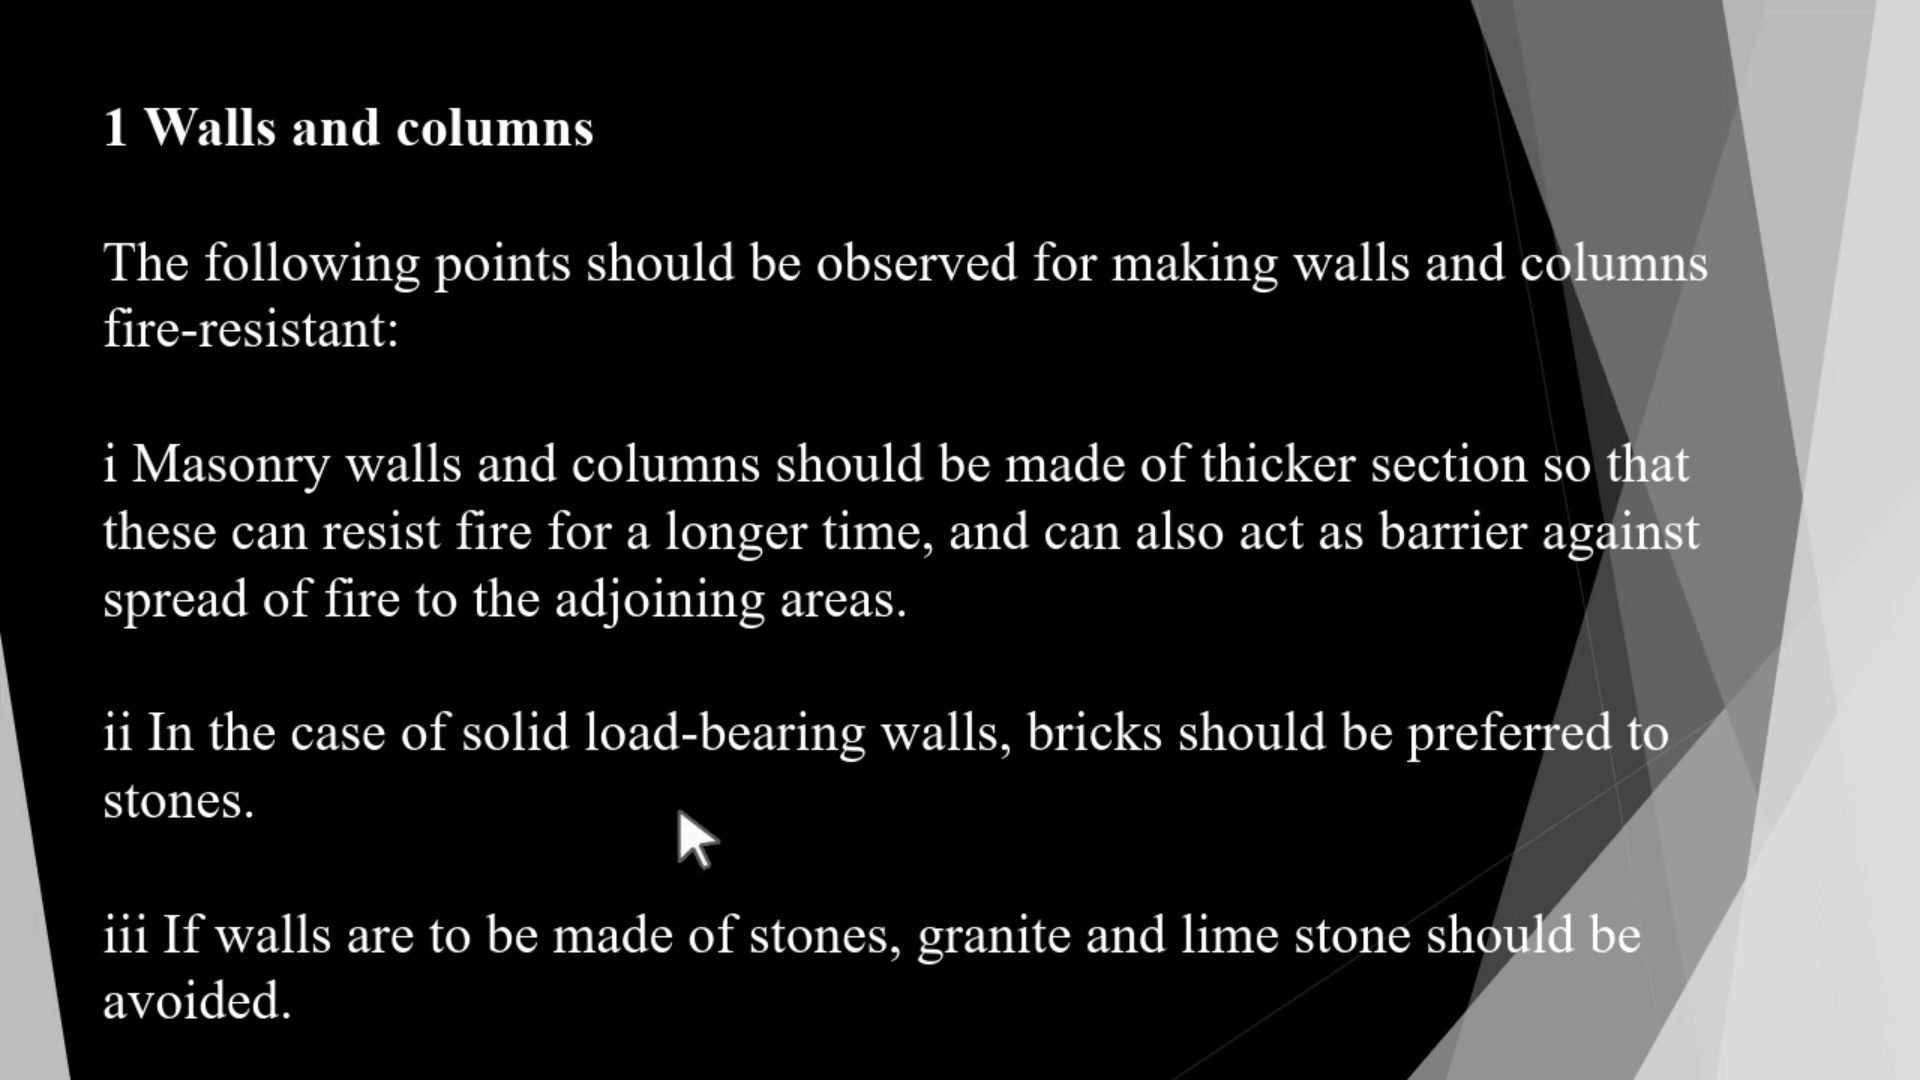 1 Walls and columns
The following points should be observed for making walls and columns
fire-resistant:
i Masonry walls and columns should be made of thicker section so that
these can resist fire for a longer time, and can also act as barrier against
spread of fire to the adjoining areas.
ii In the case of solid load-bearing walls, bricks should be preferred to
stones.
iii If walls are to be made of stones, granite and lime stone should be
avoided.